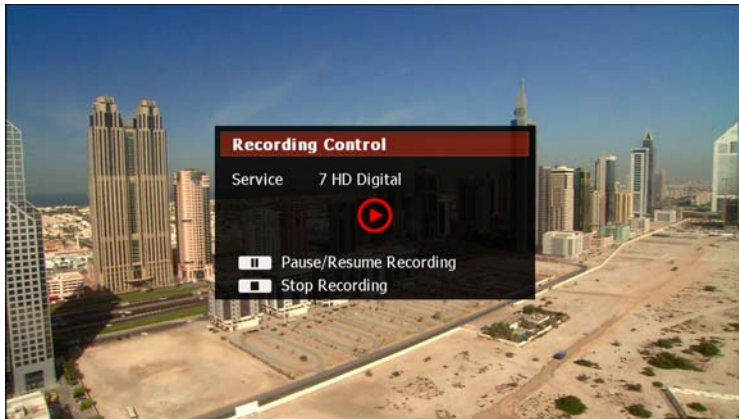 Recording Control
Service 7 HD Digital
Pause/Resume Recording
Stop Recording